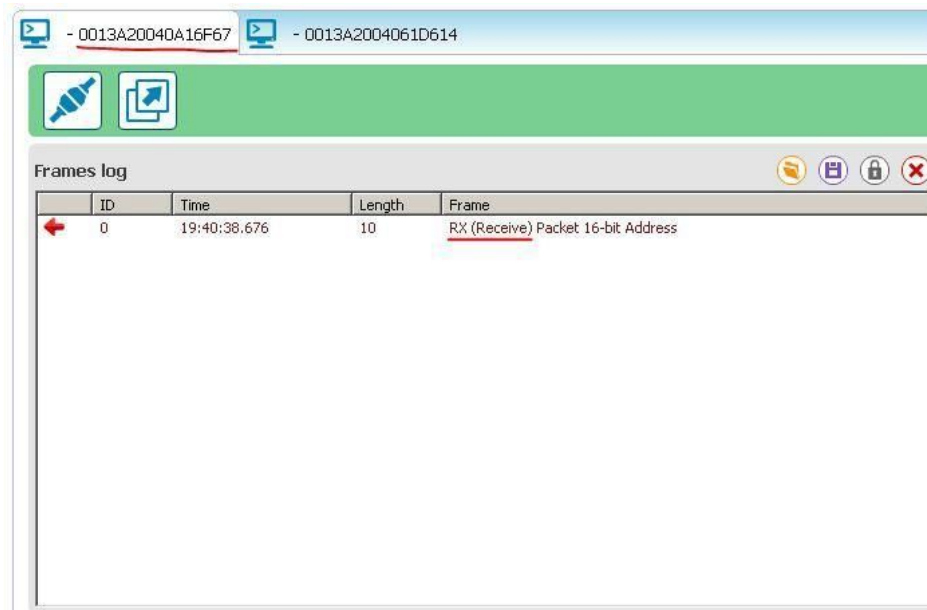 - 0013A20040A16F67 - 0013A2004061D614
Frames log
ID Time Length Frame
0 19:40:38.676 10 RX (Receive) Packet 16-bit Address